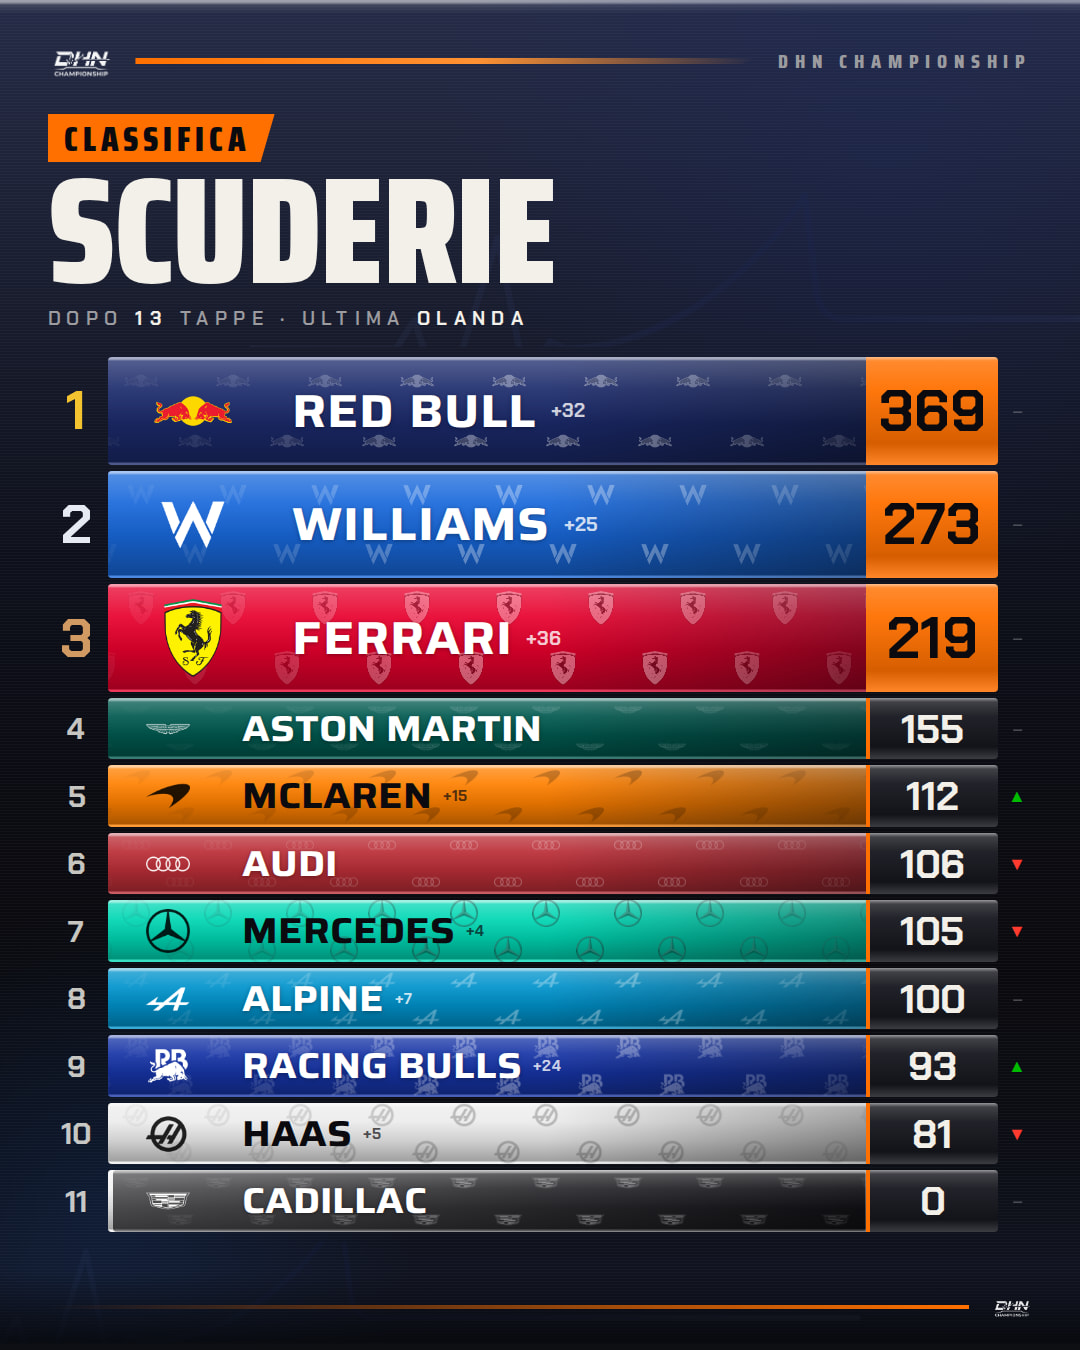 DHN CHAMPIONSHIP
DHN CHAMPIONSHIP
CLASSIFICA
SCUDERIE
DOPO 13 TAPPE · ULTIMA OLANDA
1 RED BULL +32 369 –
2 WILLIAMS +25 273 –
3 S F FERRARI +36 219 –
4 ASTON MARTIN 155 –
5 MCLAREN +15 112 ▲
6 AUDI 106 ▼
7 MERCEDES +4 105 ▼
8 ALPINE +7 100 –
9 RB RACING BULLS +24 93 ▲
10 HAAS +5 81 ▼
11 CADILLAC 0 –
DHN CHAMPIONSHIP